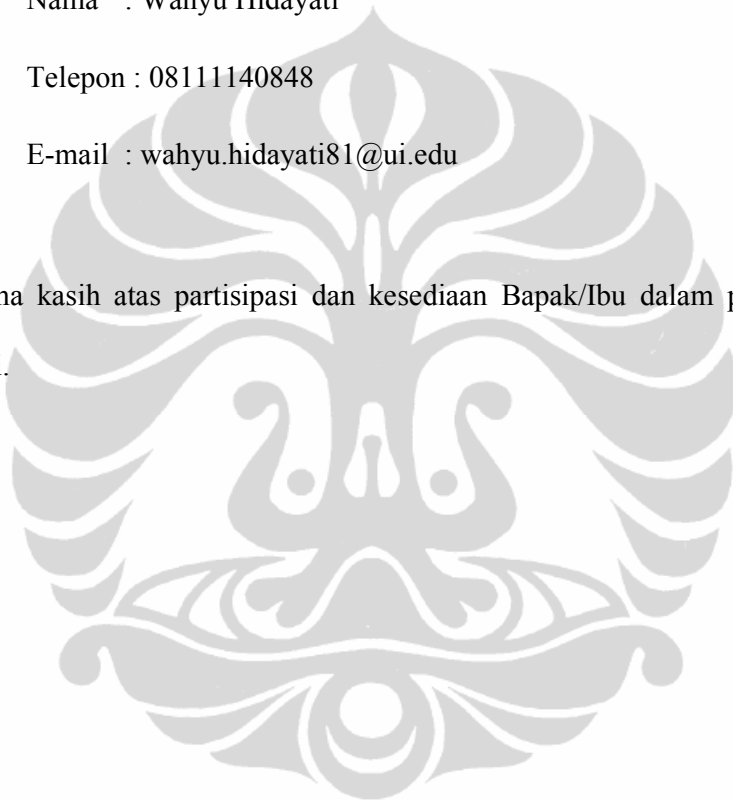 Nama : Wahyu Hidayati
Telepon : 08111140848
E-mail : wahyu.hidayati81@ui.edu
kasih atas partisipasi dan kesediaan Bapak/Ibu dalam